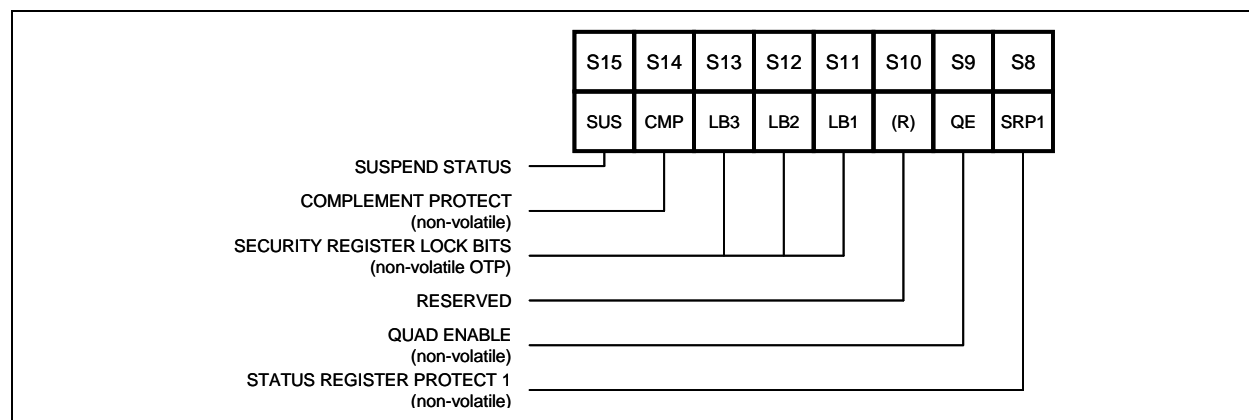 S15 S14 S13 S12 S11 S10 S9 S8
SUS CMP LB3 LB2 LB1 (R) QE SRP1
SUSPEND STATUS
COMPLEMENT PROTECT
(non-volatile)
SECURITY REGISTER LOCK BITS
(non-volatile OTP)
RESERVED
QUAD ENABLE
(non-volatile)
STATUS REGISTER PROTECT 1
(non-volatile)